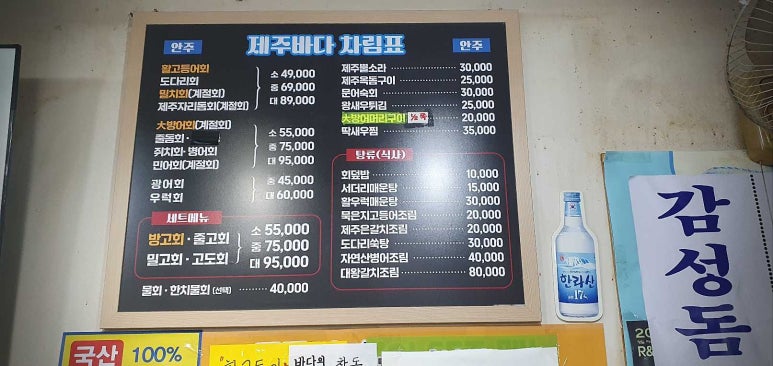 안주 제주바다 차림표 안주
활고등어회
도다리회
밀치회(계절회)
제주자리돔회(계절회)
소 49,000
중 69,000
대 89,000
大방어회(계절회)
줄돔회·
쥐치회·병어회
민어회(계절회)
소 55,000
중 75,000
대 95,000
광어회
우럭회
중 45,000
대 60,000
세트메뉴
방고회·줄고회
밀고회·고도회
소 55,000
중 75,000
대 95,000
물회·한치물회(선택) 40,000
제주뿔소라 30,000
제주옥돔구이 25,000
문어숙회 30,000
왕새우튀김 25,000
大방어머리구이 1/2 쪽 20,000
딱새우찜 35,000
탕류(식사)
회덮밥 10,000
서더리매운탕 15,000
활우럭매운탕 30,000
묵은지고등어조림 20,000
제주은갈치조림 20,000
도다리쑥탕 30,000
자연산병어조림 40,000
대왕갈치조림 80,000
한라산
17
감성돔
국산 100%
바다의